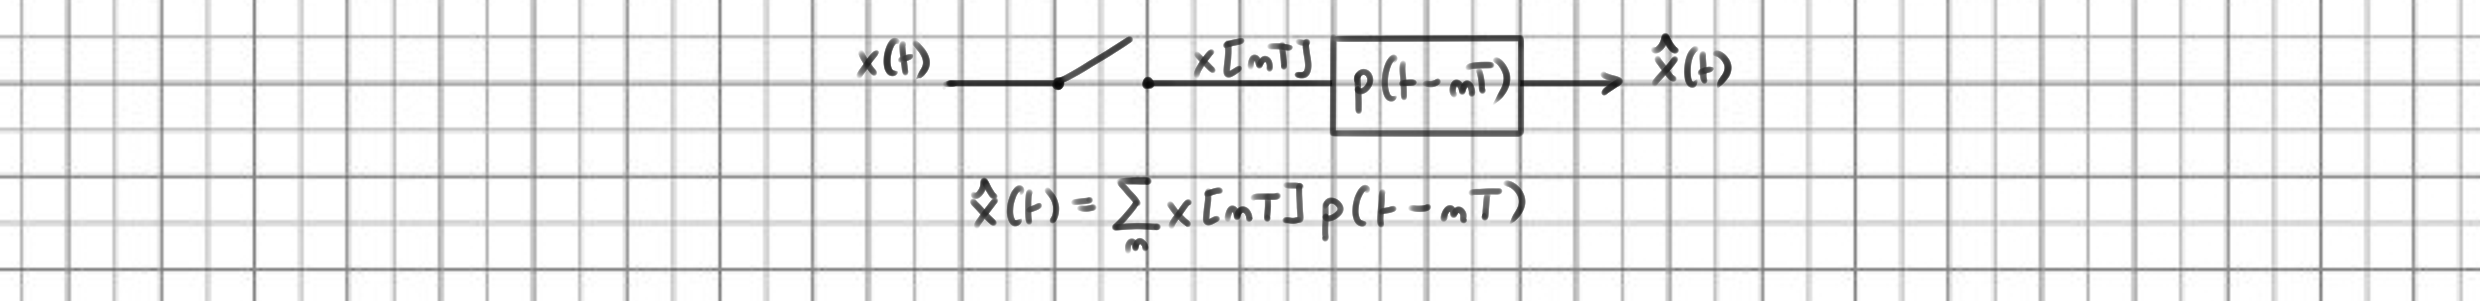 x(t) x[mT] p(t-mT) x̂(t)
x̂(t) = ∑ₘ x[mT] p(t-mT)